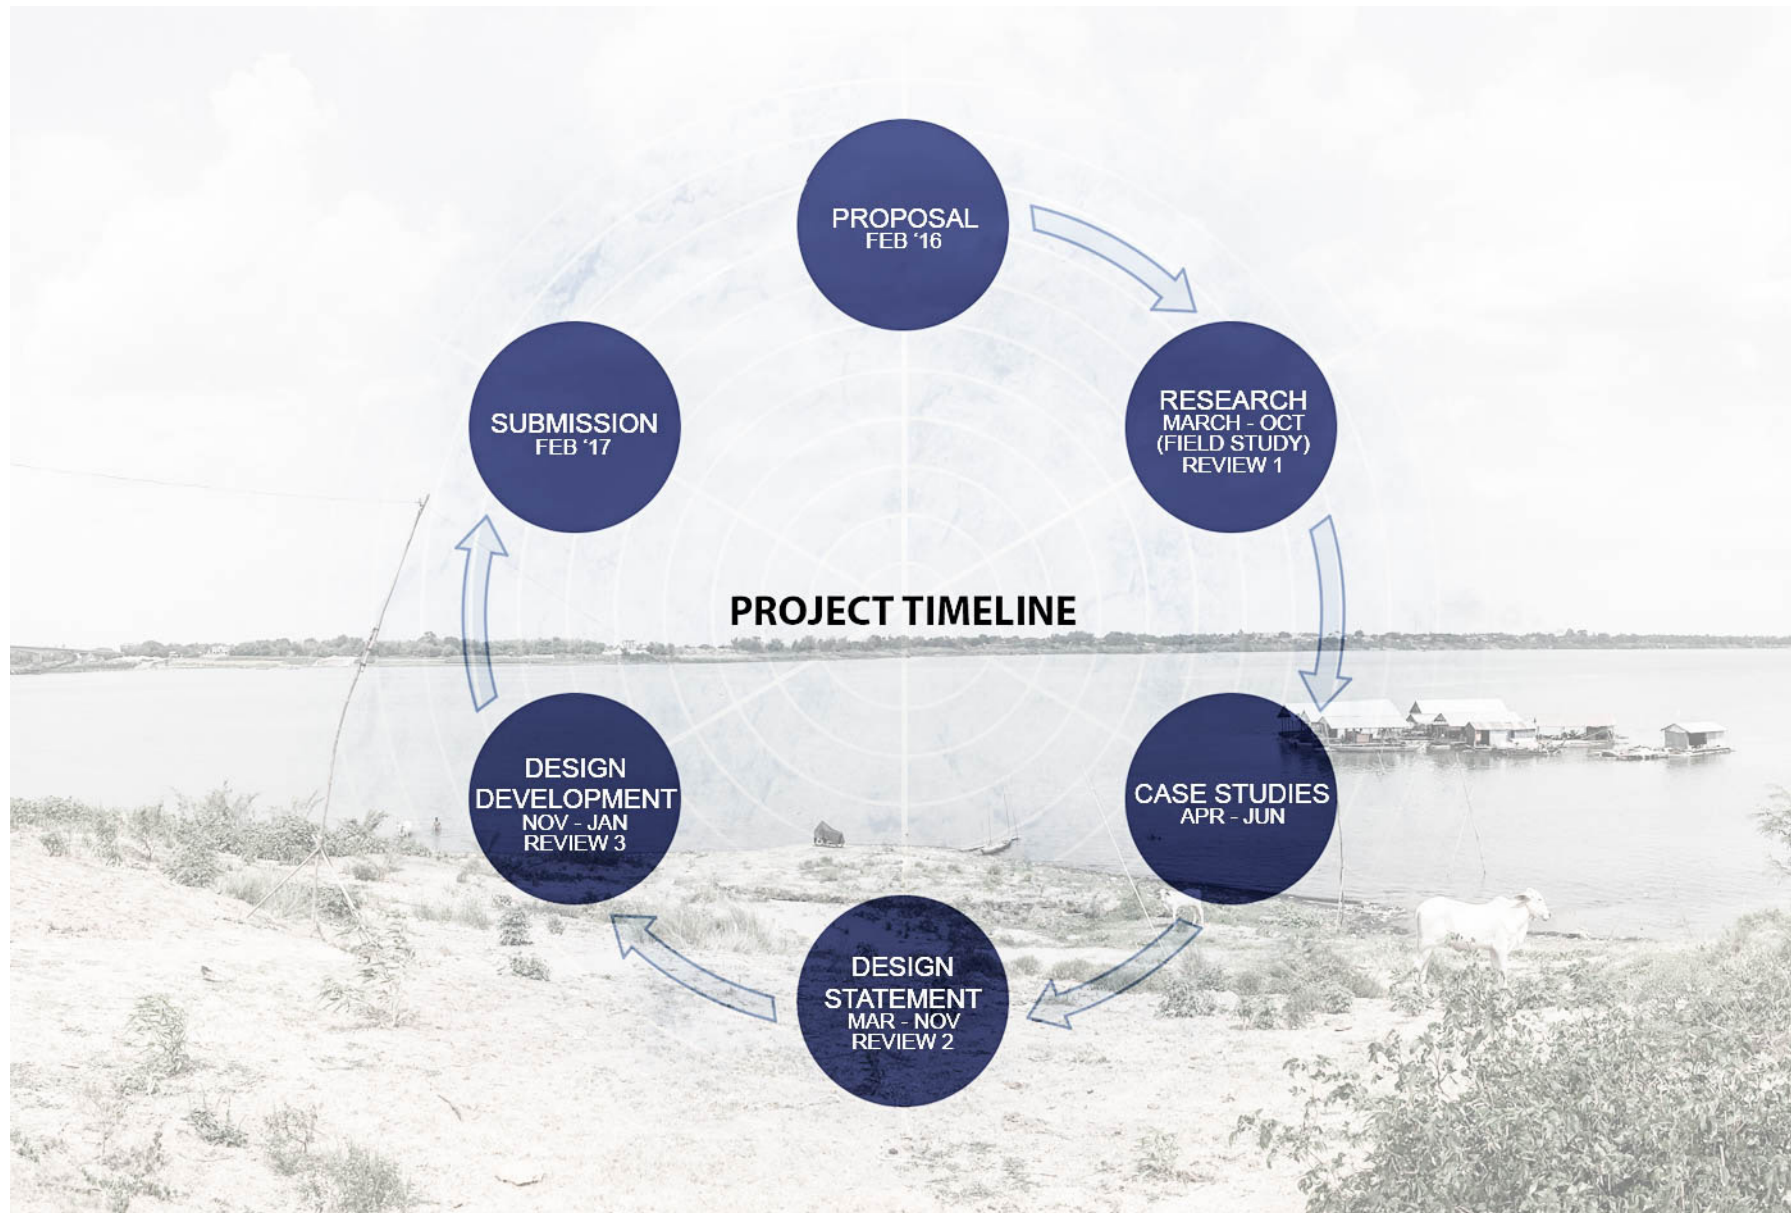 PROPOSAL
FEB ‘16
RESEARCH
MARCH - OCT
(FIELD STUDY)
REVIEW 1
CASE STUDIES
APR - JUN
DESIGN
STATEMENT
MAR - NOV
REVIEW 2
DESIGN
DEVELOPMENT
NOV - JAN
REVIEW 3
SUBMISSION
FEB ‘17
PROJECT TIMELINE